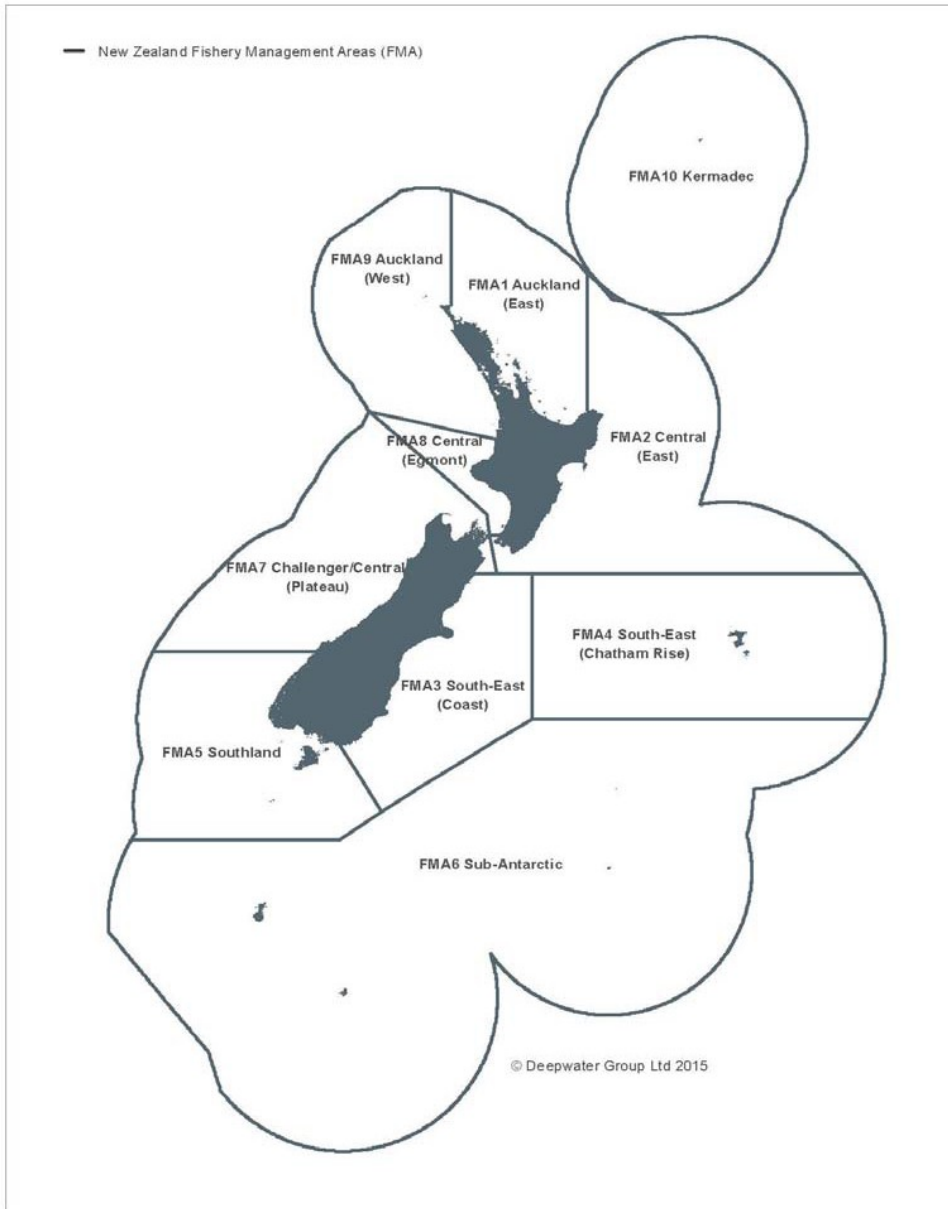 New Zealand Fishery Management Areas (FMA)
FMA10 Kermadec
FMA9 Auckland
(West)
FMA1 Auckland
(East)
FMA8 Central
(Egmont)
FMA2 Central
(East)
FMA7 Challenger/Central
(Plateau)
FMA4 South-East
(Chatham Rise)
FMA3 South-East
(Coast)
FMA5 Southland
FMA6 Sub-Antarctic
© Deepwater Group Ltd 2015